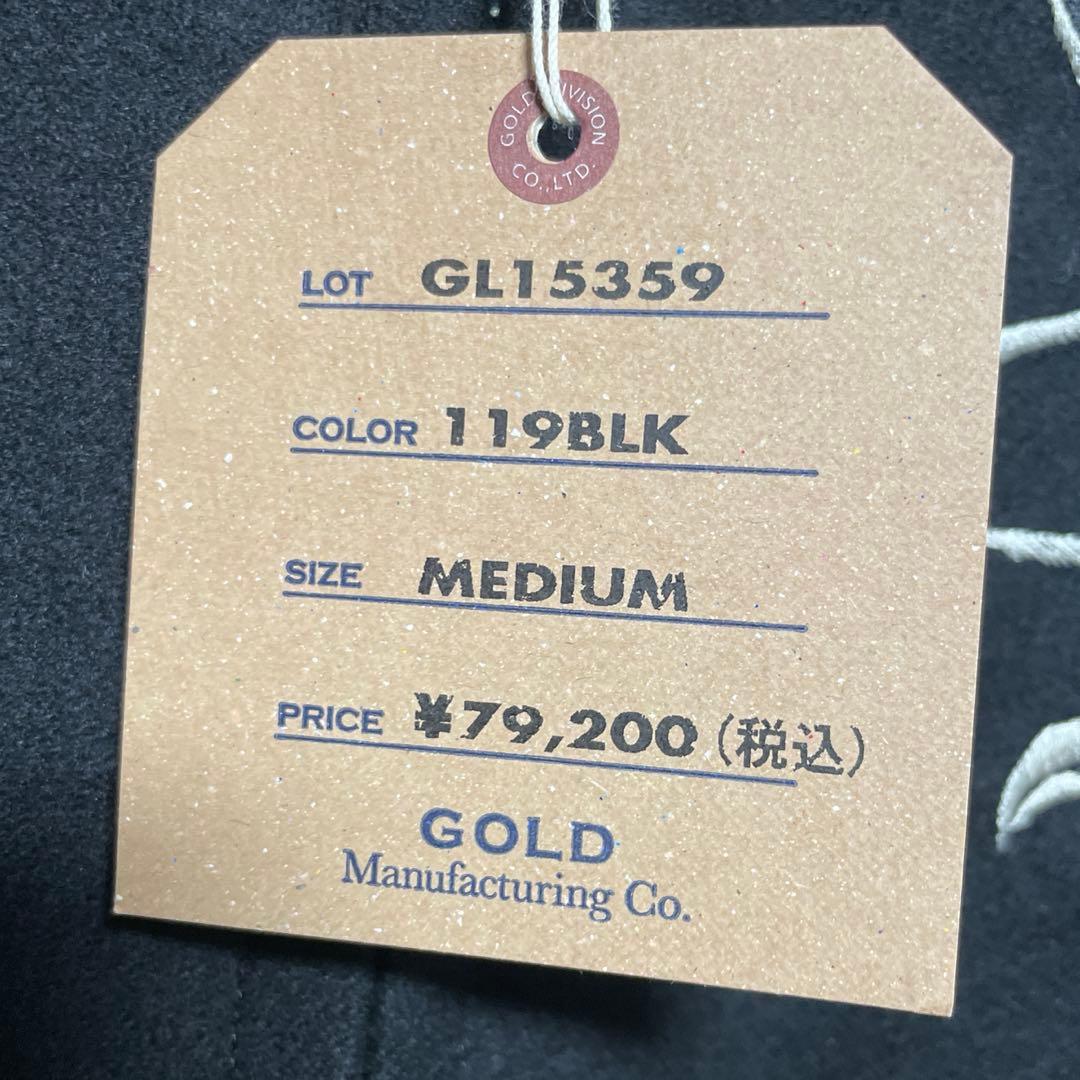 GOLD DIVISION
CO.,LTD.
LOT GL15359
COLOR 119BLK
SIZE MEDIUM
PRICE ¥79,200(税込)
GOLD
Manufacturing Co.